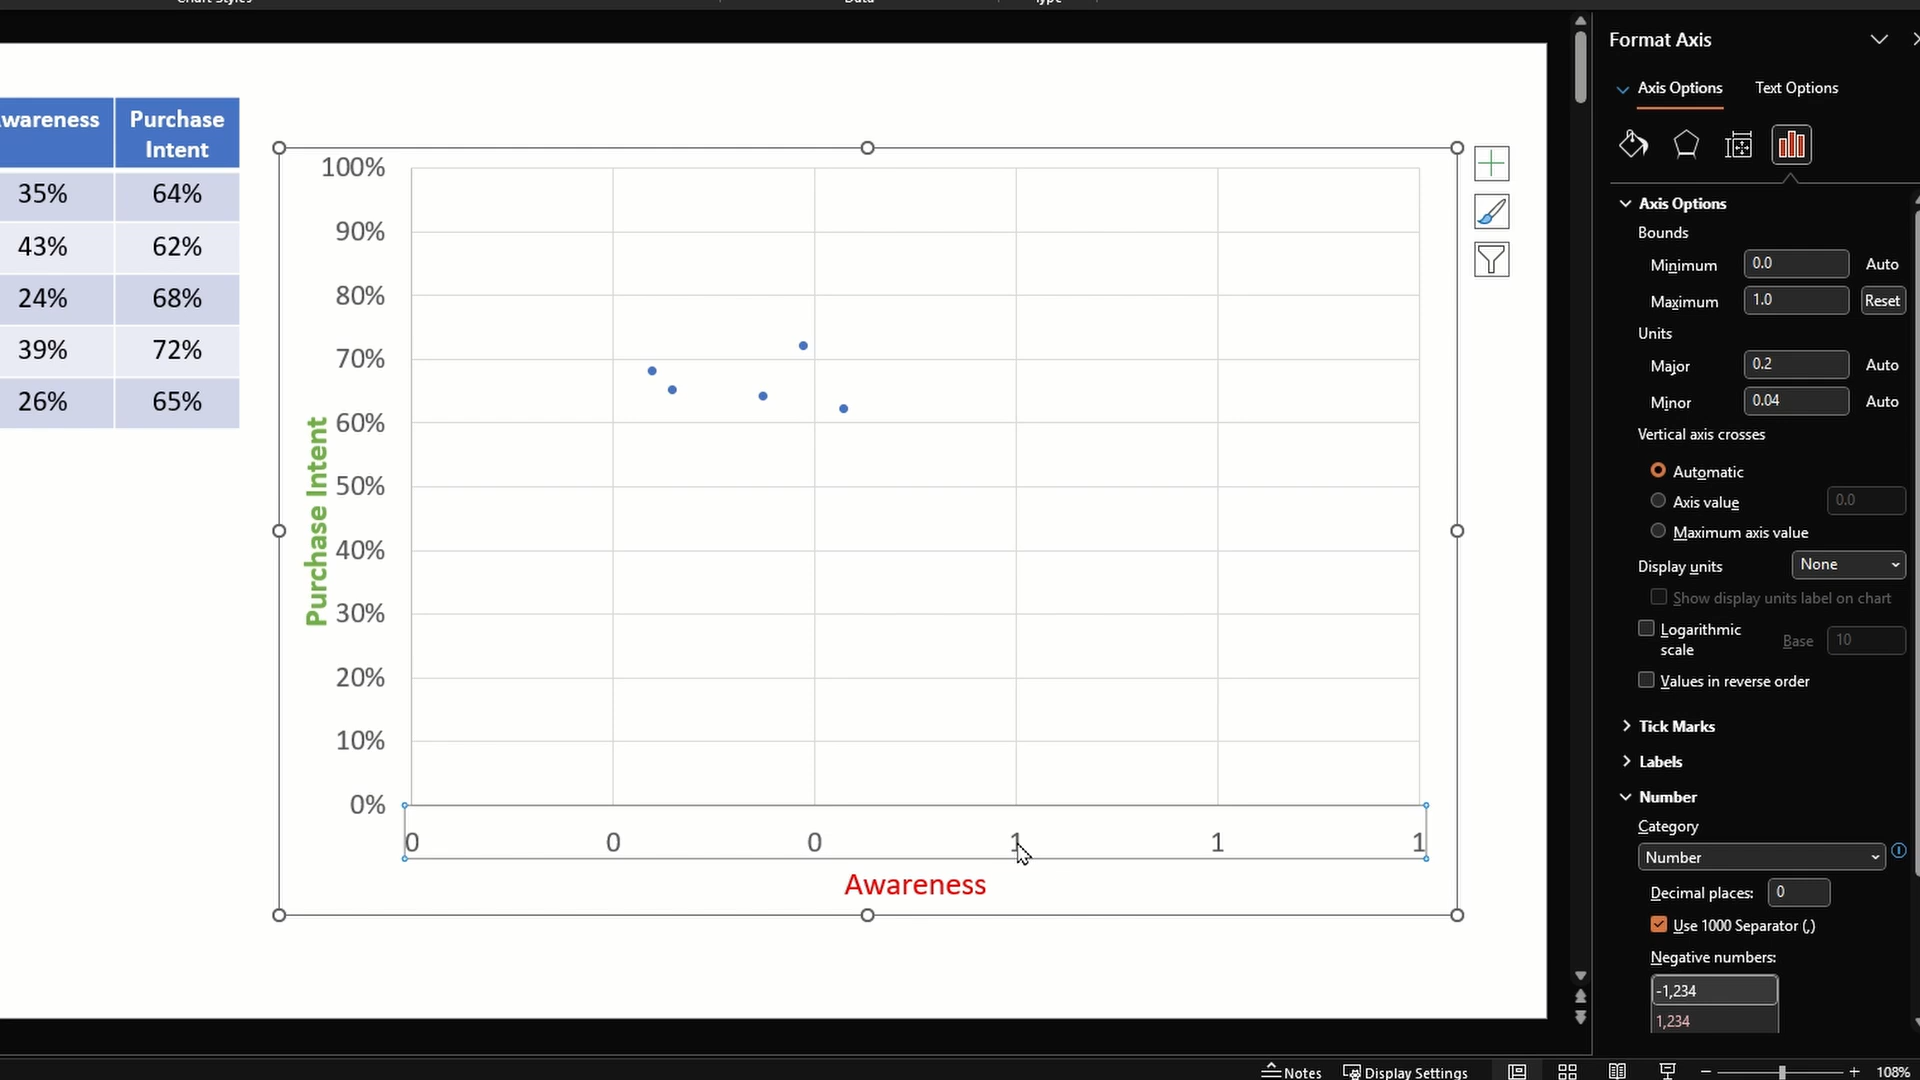 Chart Styles Data Type
Format Axis
Axis Options Text Options
wareness Purchase Intent
35% 64%
43% 62%
24% 68%
39% 72%
26% 65%
100%
90%
80%
70%
60%
50%
40%
30%
20%
10%
0%
Purchase Intent
0 0 0 1 1 1
Awareness
Axis Options
Bounds
Minimum 0.0 Auto
Maximum 1.0 Reset
Units
Major 0.2 Auto
Minor 0.04 Auto
Vertical axis crosses
Automatic
Axis value 0.0
Maximum axis value
Display units None
Show display units label on chart
Logarithmic scale Base 10
Values in reverse order
Tick Marks
Labels
Number
Category
Number
Decimal places: 0
Use 1000 Separator (,)
Negative numbers:
-1,234
1,234
Notes Display Settings 108%